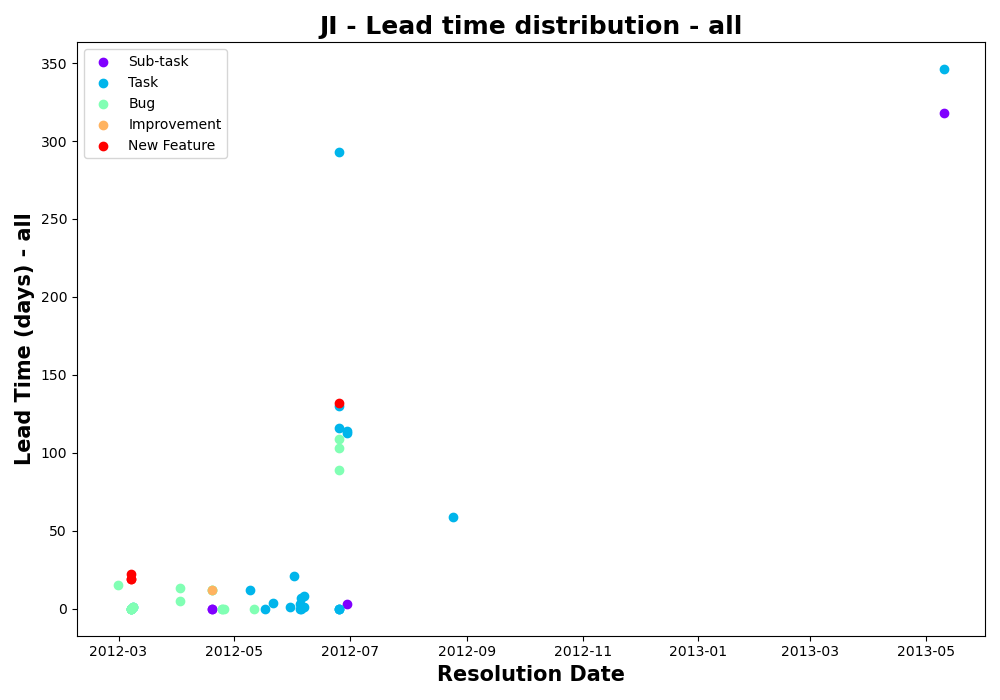 JI - Lead time distribution - all
Sub-task
Task
Bug
Improvement
New Feature
Lead Time (days) - all
350
300
250
200
150
100
50
0
2012-03 2012-05 2012-07 2012-09 2012-11 2013-01 2013-03 2013-05
Resolution Date